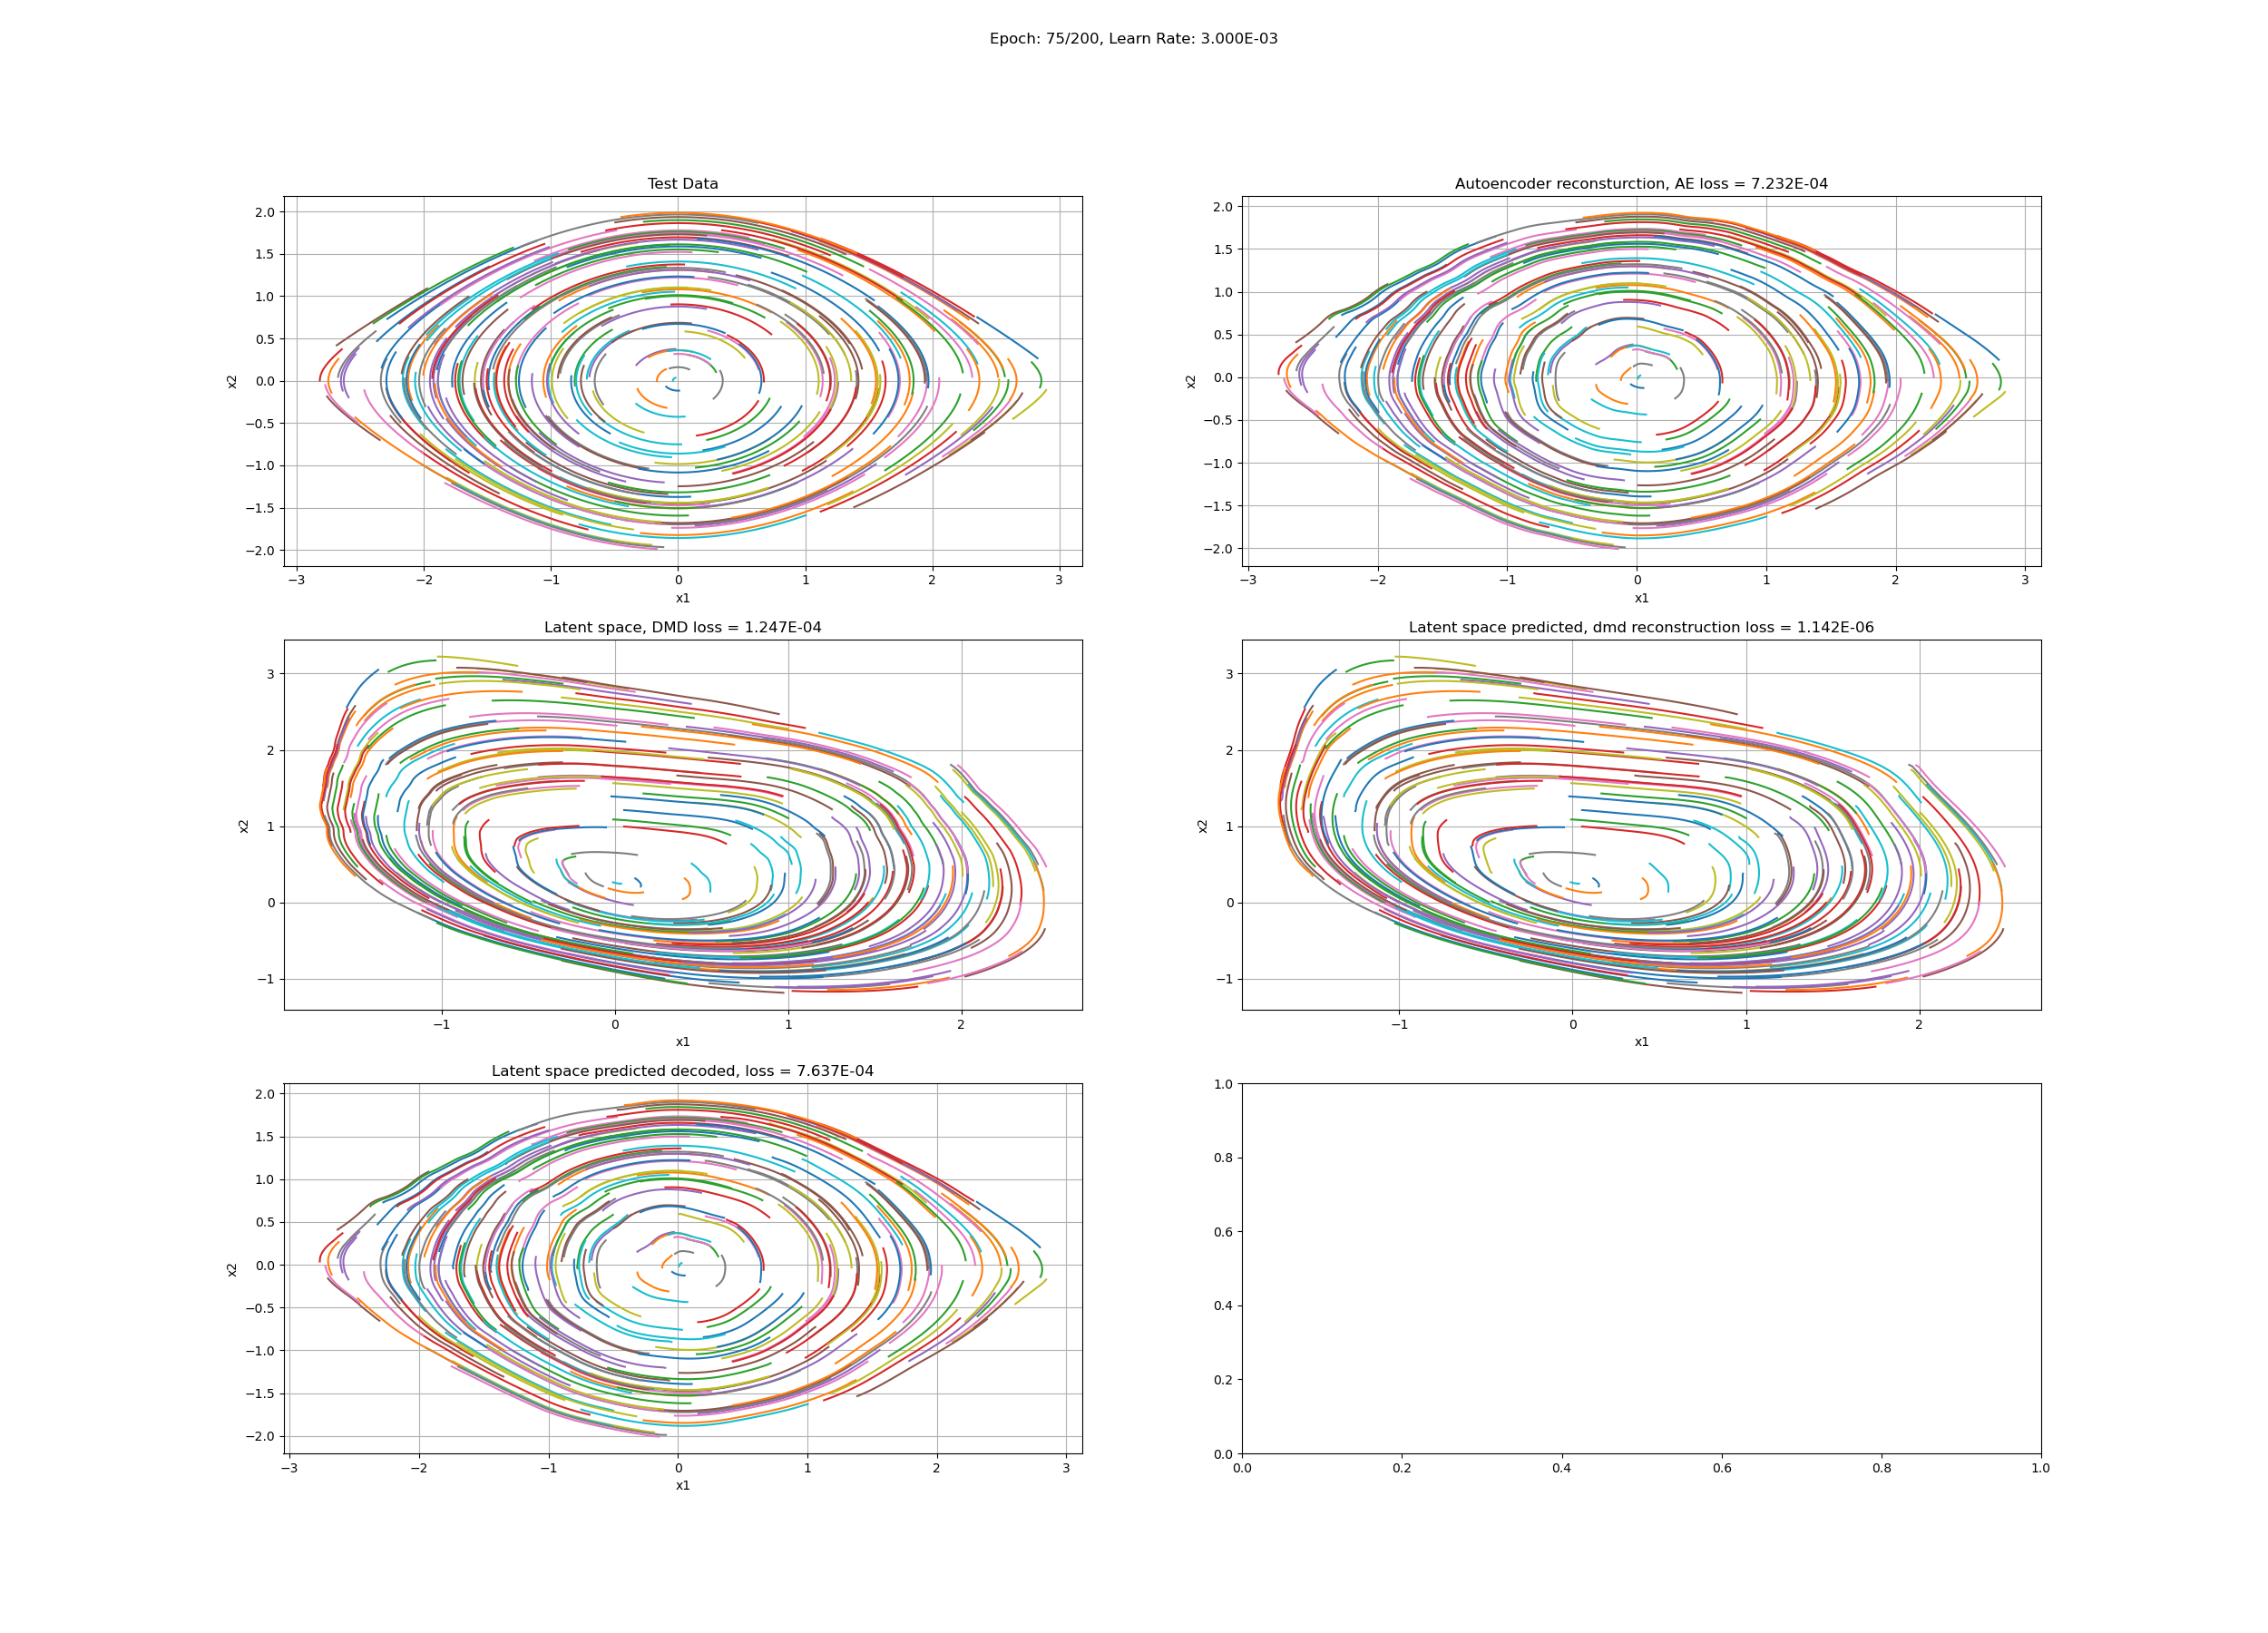 Epoch: 75/200, Learn Rate: 3.000E-03
Test Data
2.0
1.5
1.0
0.5
0.0
−0.5
−1.0
−1.5
−2.0
x2
−3 −2 −1 0 1 2 3
x1
Autoencoder reconsturction, AE loss = 7.232E-04
2.0
1.5
1.0
0.5
0.0
−0.5
−1.0
−1.5
−2.0
x2
−3 −2 −1 0 1 2 3
x1
Latent space, DMD loss = 1.247E-04
3
2
1
0
−1
x2
−1 0 1 2
x1
Latent space predicted, dmd reconstruction loss = 1.142E-06
3
2
1
0
−1
x2
−1 0 1 2
x1
Latent space predicted decoded, loss = 7.637E-04
2.0
1.5
1.0
0.5
0.0
−0.5
−1.0
−1.5
−2.0
x2
−3 −2 −1 0 1 2 3
x1
1.0
0.8
0.6
0.4
0.2
0.0
0.0 0.2 0.4 0.6 0.8 1.0